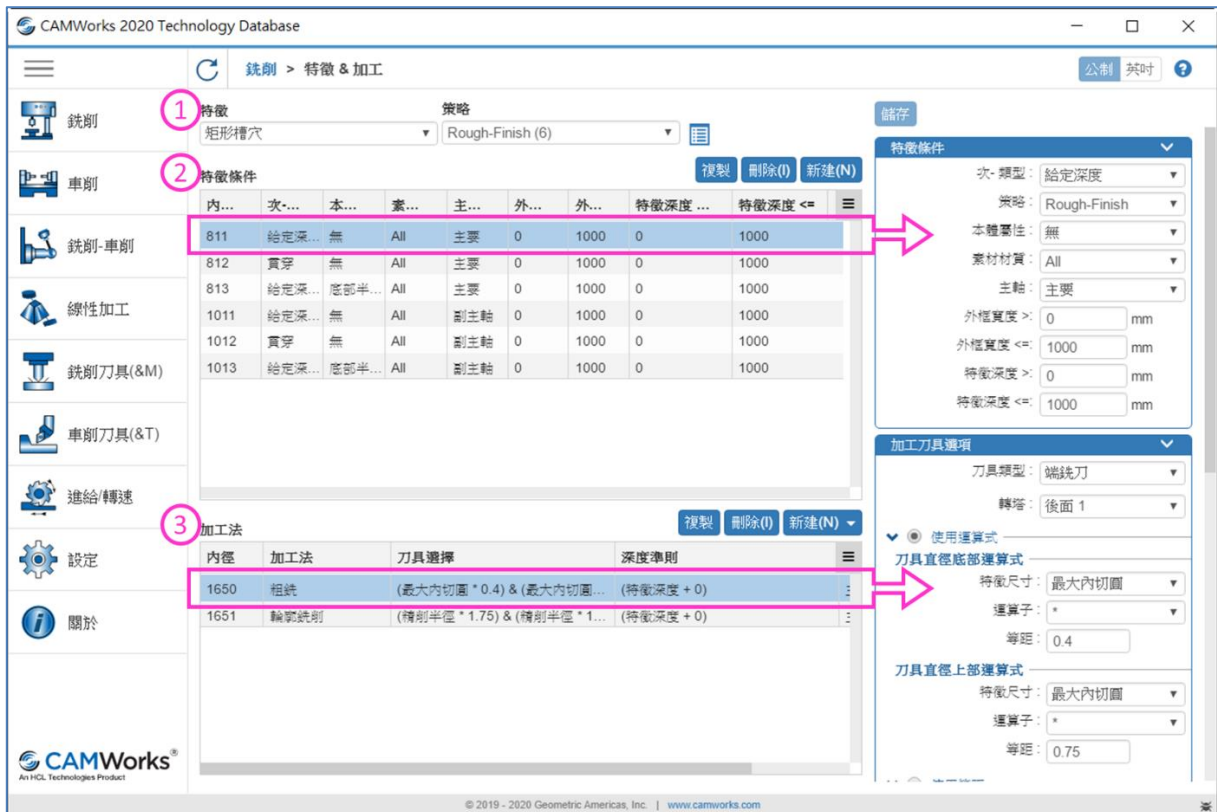 CAMWorks 2020 Technology Database
銑削 > 特徵 & 加工
公制 英吋
銑削
車削
銑削-車削
線性加工
銑削刀具(&M)
車削刀具(&T)
進給/轉速
設定
關於
CAMWorks®
An HCL Technologies Product
1 特徵 策略
矩形槽穴 Rough-Finish (6)
2 特徵條件 複製 刪除(I) 新建(N)
內... 次-... 本... 素... 主... 外... 外... 特徵深度 ... 特徵深度 <=
811 給定深... 無 All 主要 0 1000 0 1000
812 貫穿 無 All 主要 0 1000 0 1000
813 給定深... 底部半... All 主要 0 1000 0 1000
1011 給定深... 無 All 副主軸 0 1000 0 1000
1012 貫穿 無 All 副主軸 0 1000 0 1000
1013 給定深... 底部半... All 副主軸 0 1000 0 1000
3 加工法 複製 刪除(I) 新建(N)
內徑 加工法 刀具選擇 深度準則
1650 粗銑 (最大內切圓 * 0.4) & (最大內切圓... (特徵深度 + 0)
1651 輪廓銑削 (精削半徑 * 1.75) & (精削半徑 * 1... (特徵深度 + 0)
儲存
特徵條件
次- 類型： 給定深度
策略： Rough-Finish
本體屬性： 無
素材材質： All
主軸： 主要
外框寬度 >: 0 mm
外框寬度 <=: 1000 mm
特徵深度 >: 0 mm
特徵深度 <=: 1000 mm
加工刀具選項
刀具類型： 端銑刀
轉塔： 後面 1
使用運算式
刀具直徑底部運算式
特徵尺寸： 最大內切圓
運算子： *
等距： 0.4
刀具直徑上部運算式
特徵尺寸： 最大內切圓
運算子： *
等距： 0.75
© 2019 - 2020 Geometric Americas, Inc. | www.camworks.com